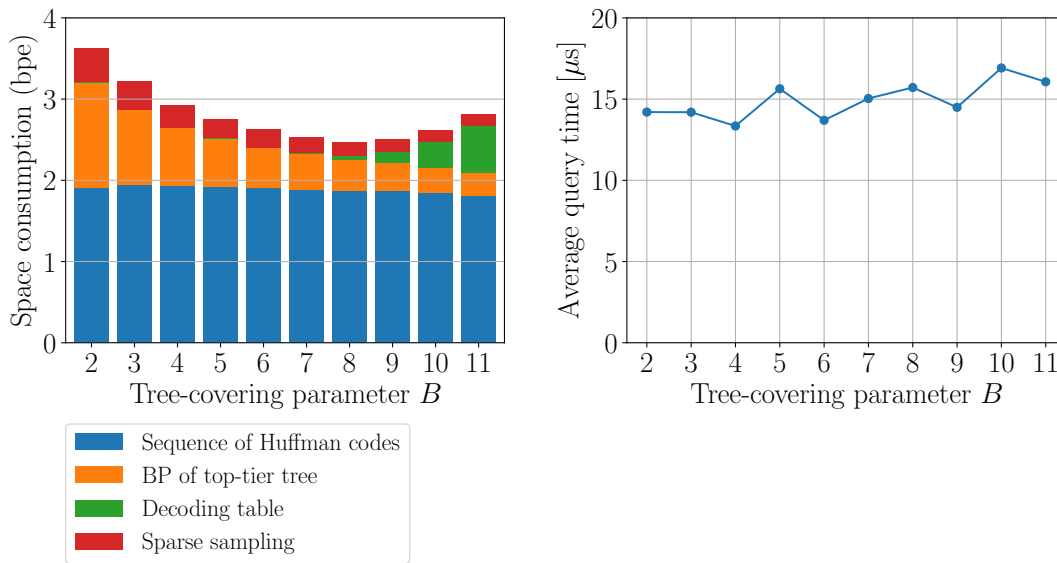 4
3
2
1
0
Space consumption (bpe)
2 3 4 5 6 7 8 9 10 11
Tree-covering parameter B
Sequence of Huffman codes
BP of top-tier tree
Decoding table
Sparse sampling
20
15
10
5
0
Average query time [μs]
2 3 4 5 6 7 8 9 10 11
Tree-covering parameter B